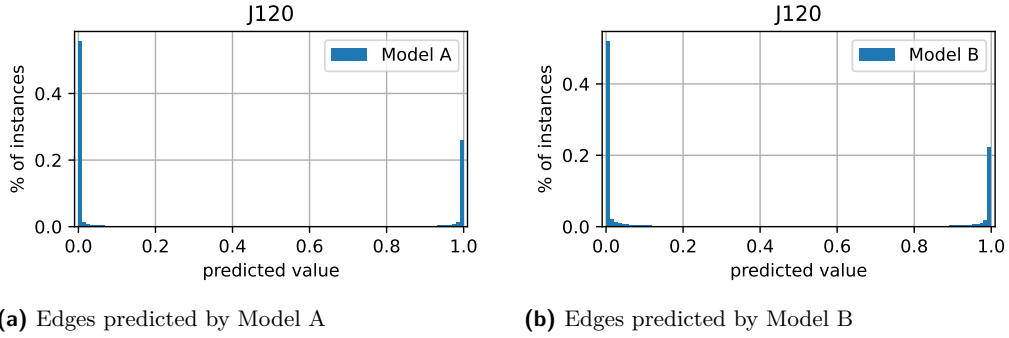 J120
Model A
% of instances
0.4
0.2
0.0
0.0 0.2 0.4 0.6 0.8 1.0
predicted value
(a) Edges predicted by Model A
J120
Model B
% of instances
0.4
0.2
0.0
0.0 0.2 0.4 0.6 0.8 1.0
predicted value
(b) Edges predicted by Model B